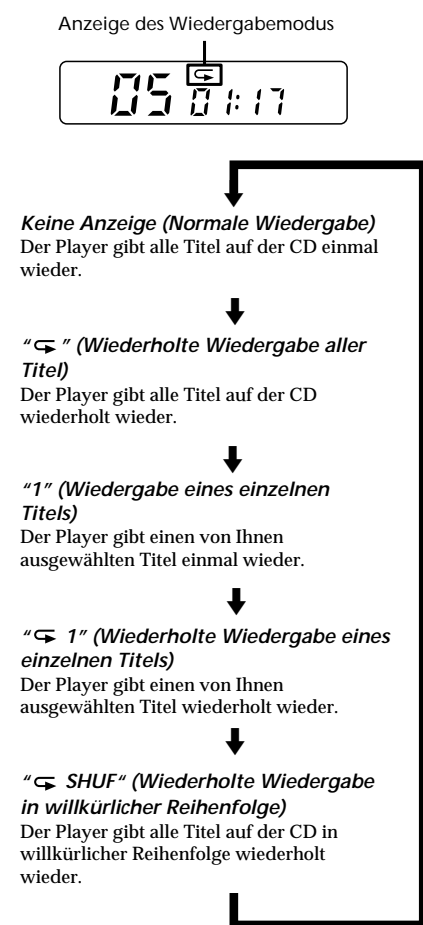 Anzeige des Wiedergabemodus
05 01:17
Keine Anzeige (Normale Wiedergabe)
Der Player gibt alle Titel auf der CD einmal
wieder.
“ ” (Wiederholte Wiedergabe aller
Titel)
Der Player gibt alle Titel auf der CD
wiederholt wieder.
“1” (Wiedergabe eines einzelnen
Titels)
Der Player gibt einen von Ihnen
ausgewählten Titel einmal wieder.
“ 1” (Wiederholte Wiedergabe eines
einzelnen Titels)
Der Player gibt einen von Ihnen
ausgewählten Titel wiederholt wieder.
“ SHUF“ (Wiederholte Wiedergabe
in willkürlicher Reihenfolge)
Der Player gibt alle Titel auf der CD in
willkürlicher Reihenfolge wiederholt
wieder.